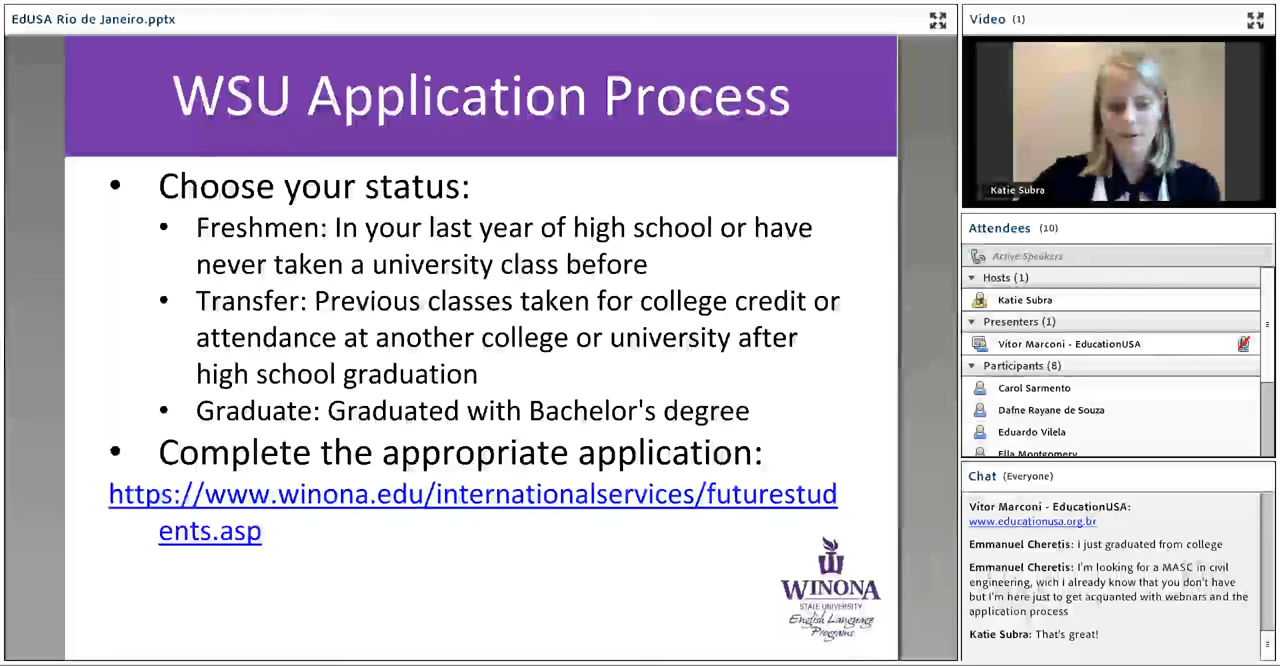 EdUSA Rio de Janeiro.pptx
WSU Application Process
• Choose your status:
• Freshmen: In your last year of high school or have
never taken a university class before
• Transfer: Previous classes taken for college credit or
attendance at another college or university after
high school graduation
• Graduate: Graduated with Bachelor's degree
• Complete the appropriate application:
https://www.winona.edu/internationalservices/futurestud
ents.asp
WINONA
STATE UNIVERSITY
English Language
Programs
Video (1)
Katie Subra
Attendees (10)
Active Speakers
Hosts (1)
Katie Subra
Presenters (1)
Vitor Marconi - EducationUSA
Participants (8)
Carol Sarmento
Dafne Rayane de Souza
Eduardo Vilela
Ella Montgomery
Chat (Everyone)
Vitor Marconi - EducationUSA:
www.educationusa.org.br
Emmanuel Cheretis: I just graduated from college
Emmanuel Cheretis: I'm looking for a MASC in civil
engineering, wich i already know that you don't have
but I'm here just to get acquanted with webnars and the
application process
Katie Subra: That's great!